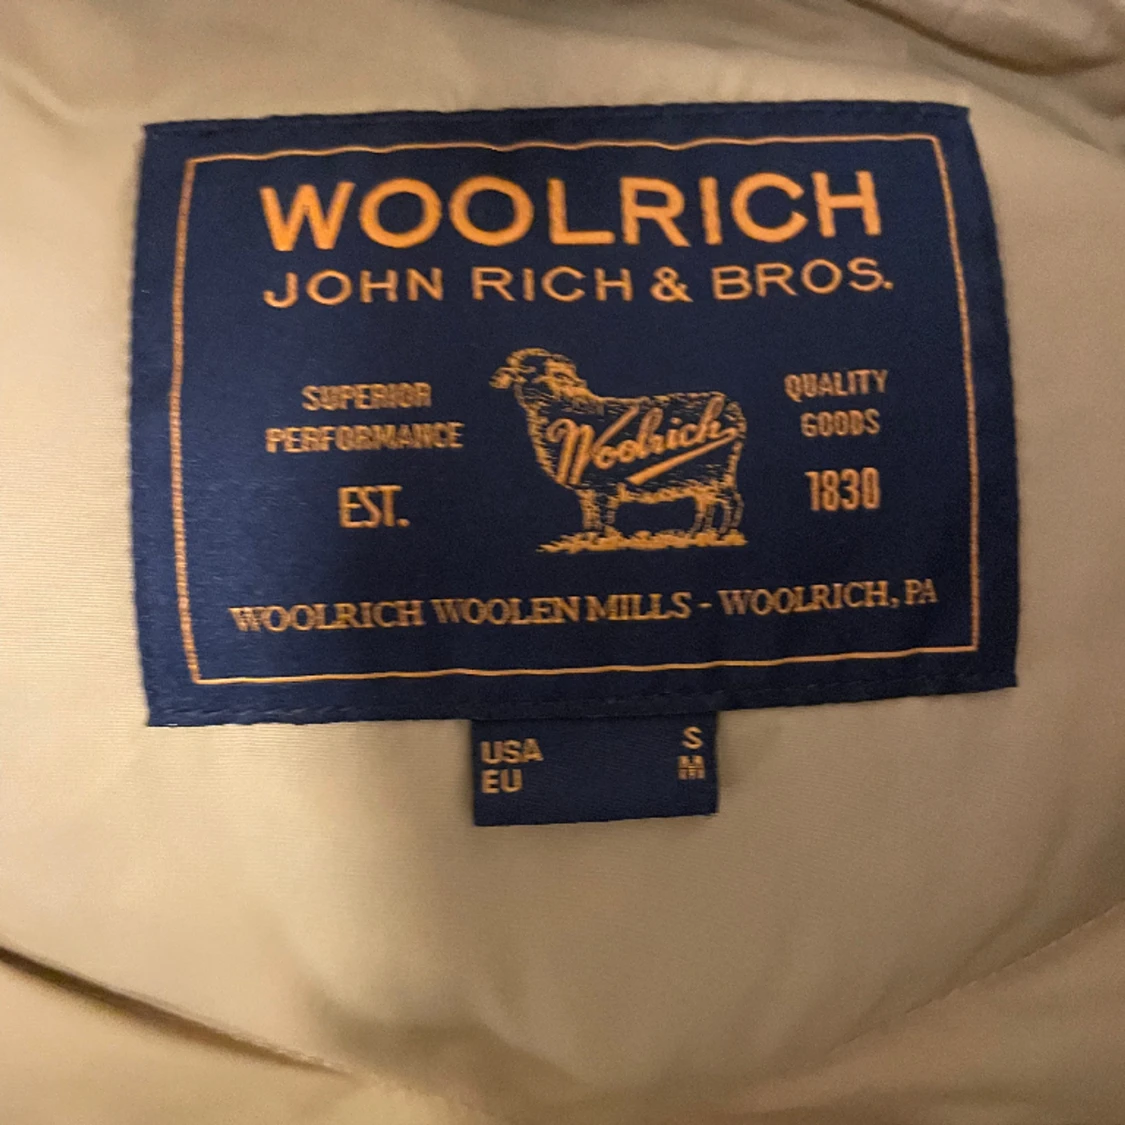 WOOLRICH
JOHN RICH & BROS.
SUPERIOR
PERFORMANCE
EST.
Woolrich
QUALITY
GOODS
1830
WOOLRICH WOOLEN MILLS - WOOLRICH, PA
USA S
EU M